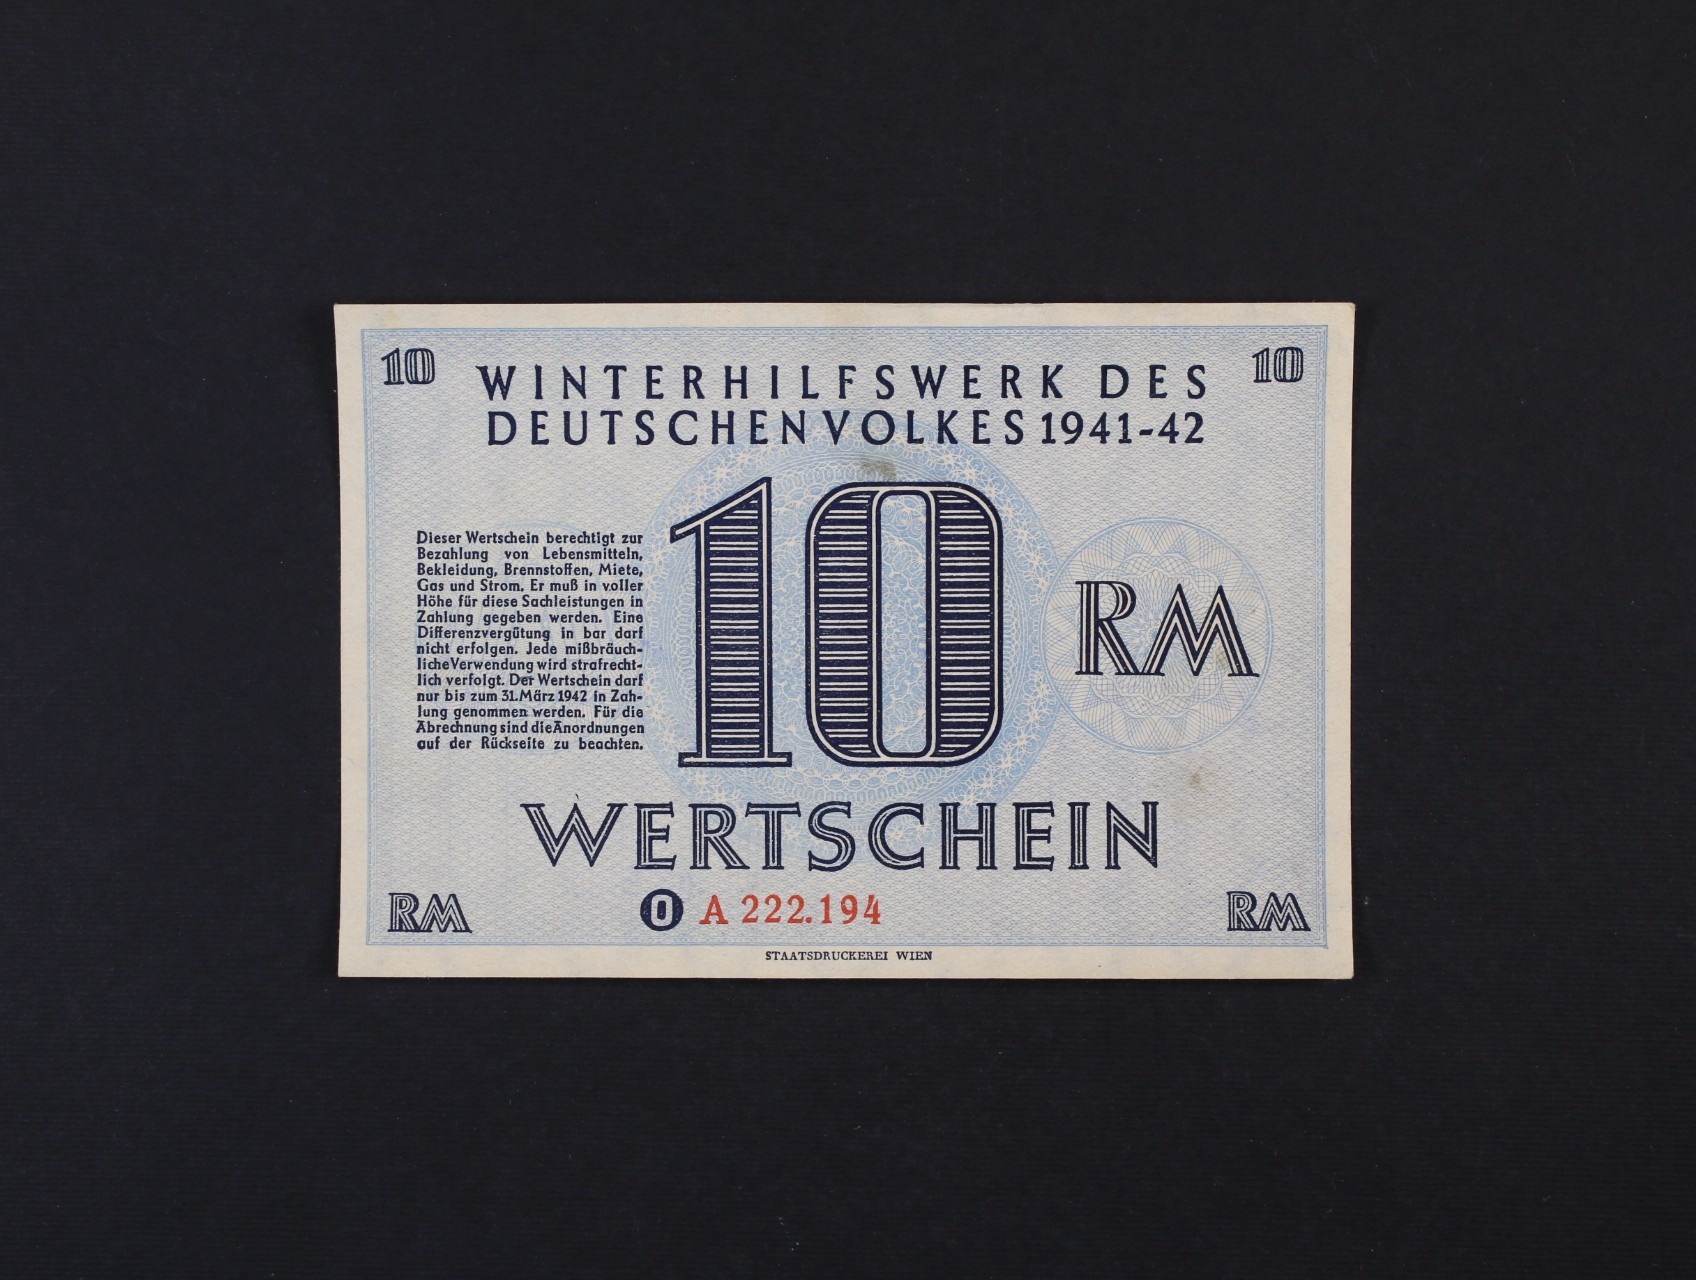 10 10
WINTERHILFSWERK DES
DEUTSCHEN VOLKES 1941-42
Dieser Wertschein berechtigt zur
Bezahlung von Lebensmitteln,
Bekleidung, Brennstoffen, Miete,
Gas und Strom. Er muß in voller
Höhe für diese Sachleistungen in
Zahlung gegeben werden. Eine
Differenzvergütung in bar darf
nicht erfolgen. Jede mißbräuch-
liche Verwendung wird strafrecht-
lich verfolgt. Der Wertschein darf
nur bis zum 31. März 1942 in Zah-
lung genommen werden. Für die
Abrechnung sind die Anordnungen
auf der Rückseite zu beachten.
10 RM
WERTSCHEIN
RM O A 222.194 RM
STAATSDRUCKEREI WIEN